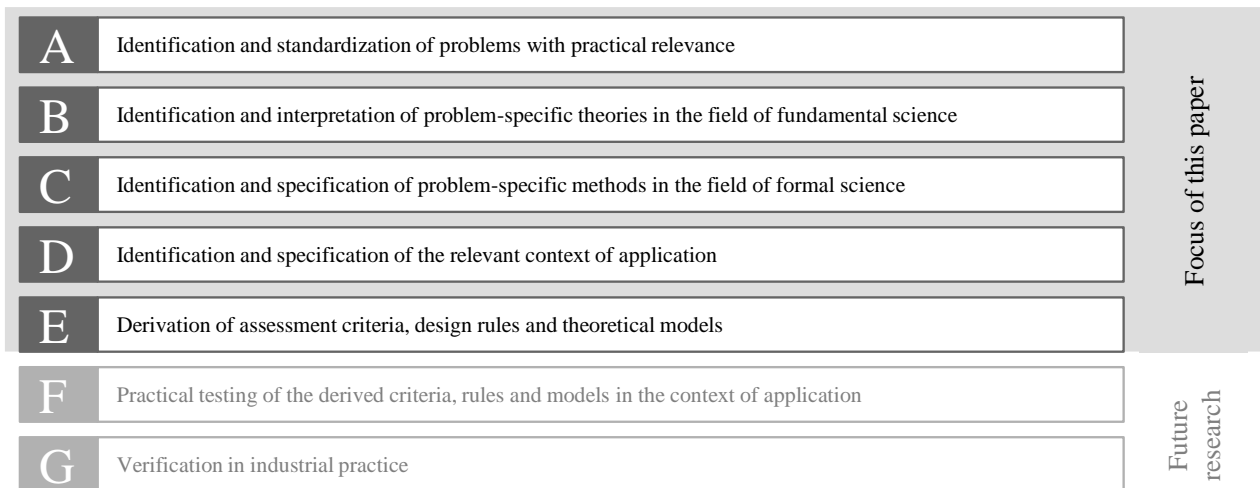 A Identification and standardization of problems with practical relevance
B Identification and interpretation of problem-specific theories in the field of fundamental science
C Identification and specification of problem-specific methods in the field of formal science
D Identification and specification of the relevant context of application
E Derivation of assessment criteria, design rules and theoretical models
Focus of this paper
F Practical testing of the derived criteria, rules and models in the context of application
G Verification in industrial practice
Future
research